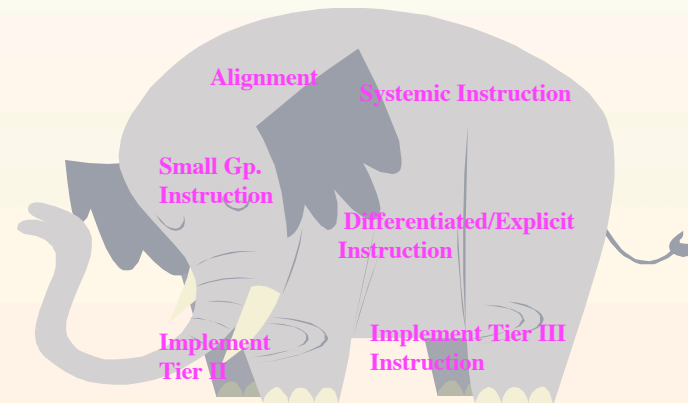 Alignment
Systemic Instruction
Small Gp.
Instruction
Differentiated/Explicit
Instruction
Implement
Tier II
Implement Tier III
Instruction